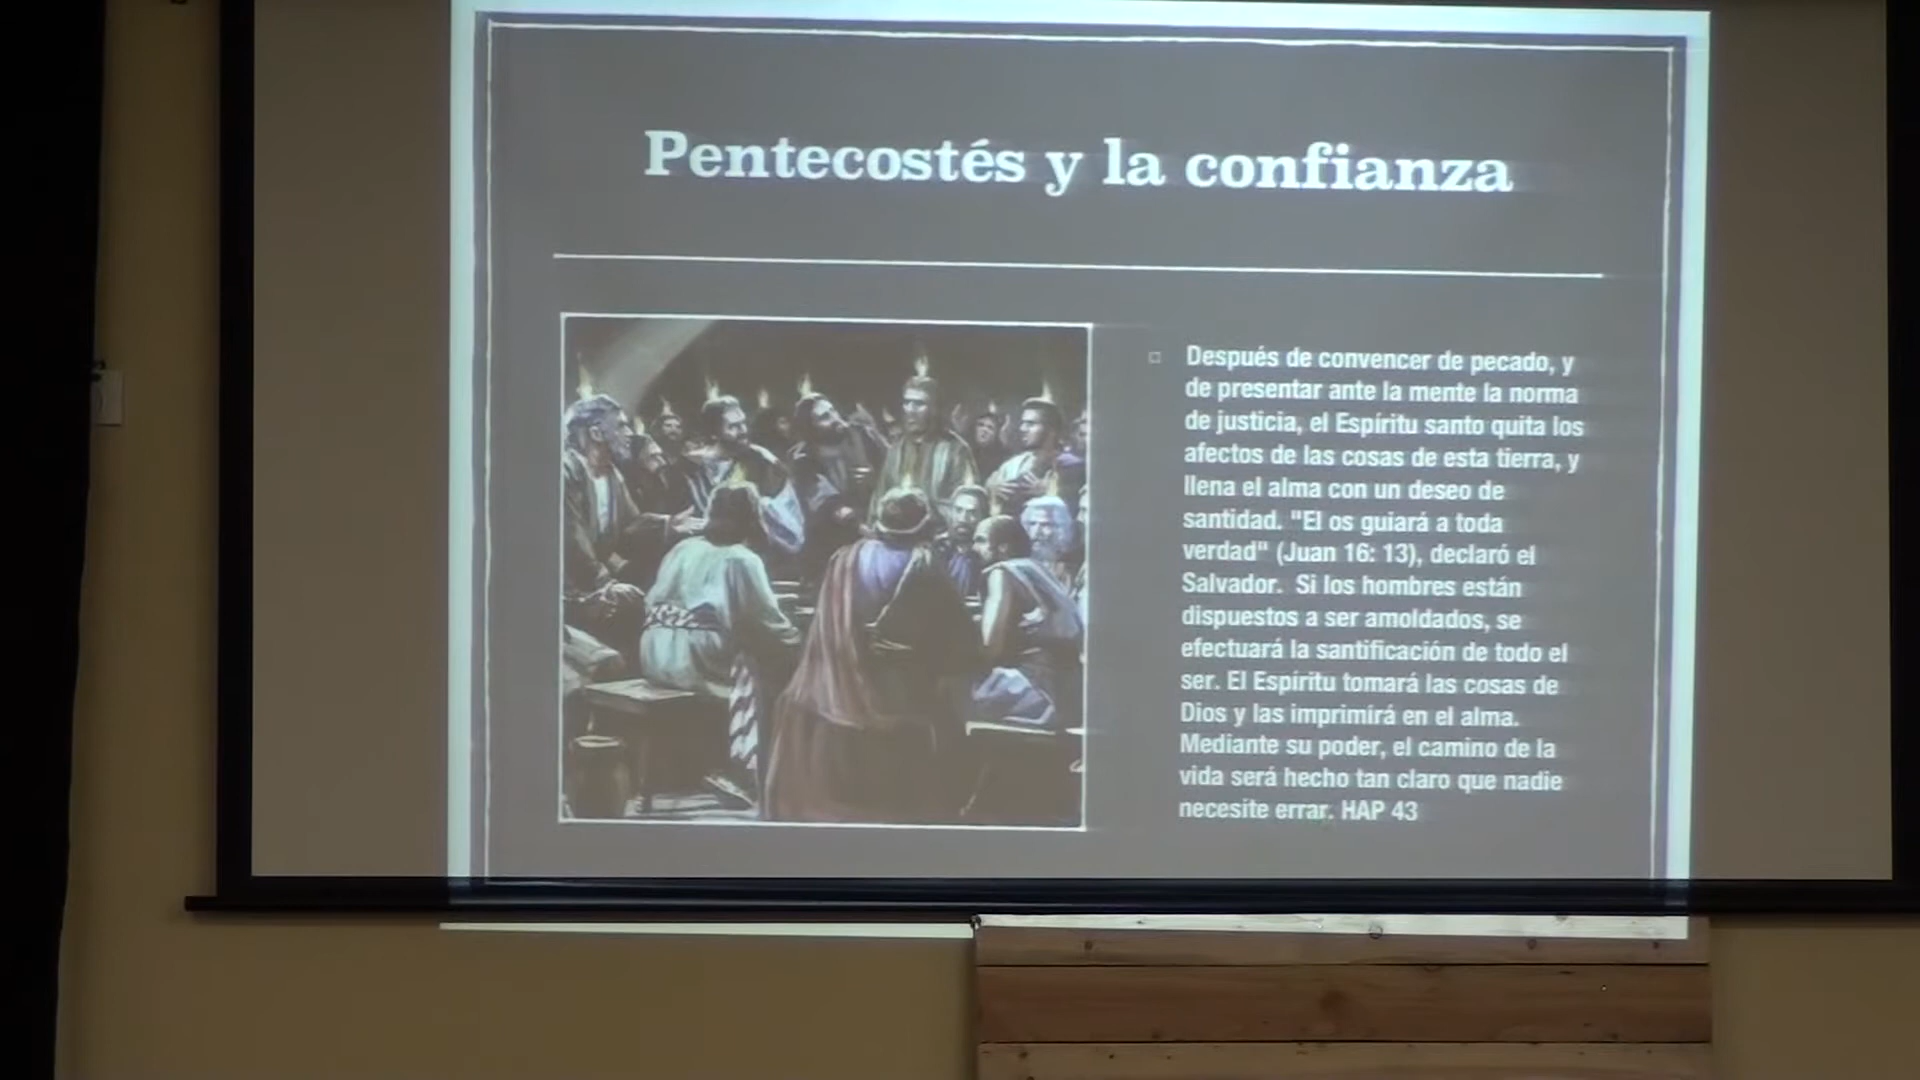 Pentecostés y la confianza
Después de convencer de pecado, y
de presentar ante la mente la norma
de justicia, el Espíritu santo quita los
afectos de las cosas de esta tierra, y
llena el alma con un deseo de
santidad. "El os guiará a toda
verdad" (Juan 16: 13), declaró el
Salvador. Si los hombres están
dispuestos a ser amoldados, se
efectuará la santificación de todo el
ser. El Espíritu tomará las cosas de
Dios y las imprimirá en el alma.
Mediante su poder, el camino de la
vida será hecho tan claro que nadie
necesite errar. HAP 43